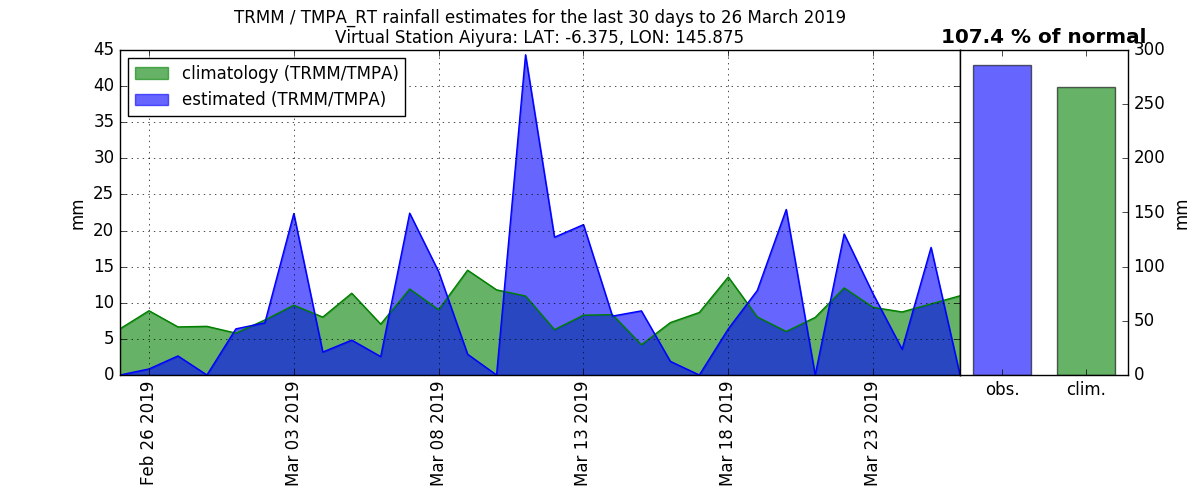 TRMM / TMPA_RT rainfall estimates for the last 30 days to 26 March 2019
Virtual Station Aiyura: LAT: -6.375, LON: 145.875
107.4 % of normal
climatology (TRMM/TMPA)
estimated (TRMM/TMPA)
45
40
35
30
25
20
15
10
5
0
mm
Feb 26 2019
Mar 03 2019
Mar 08 2019
Mar 13 2019
Mar 18 2019
Mar 23 2019
300
250
200
150
100
50
0
mm
obs.
clim.